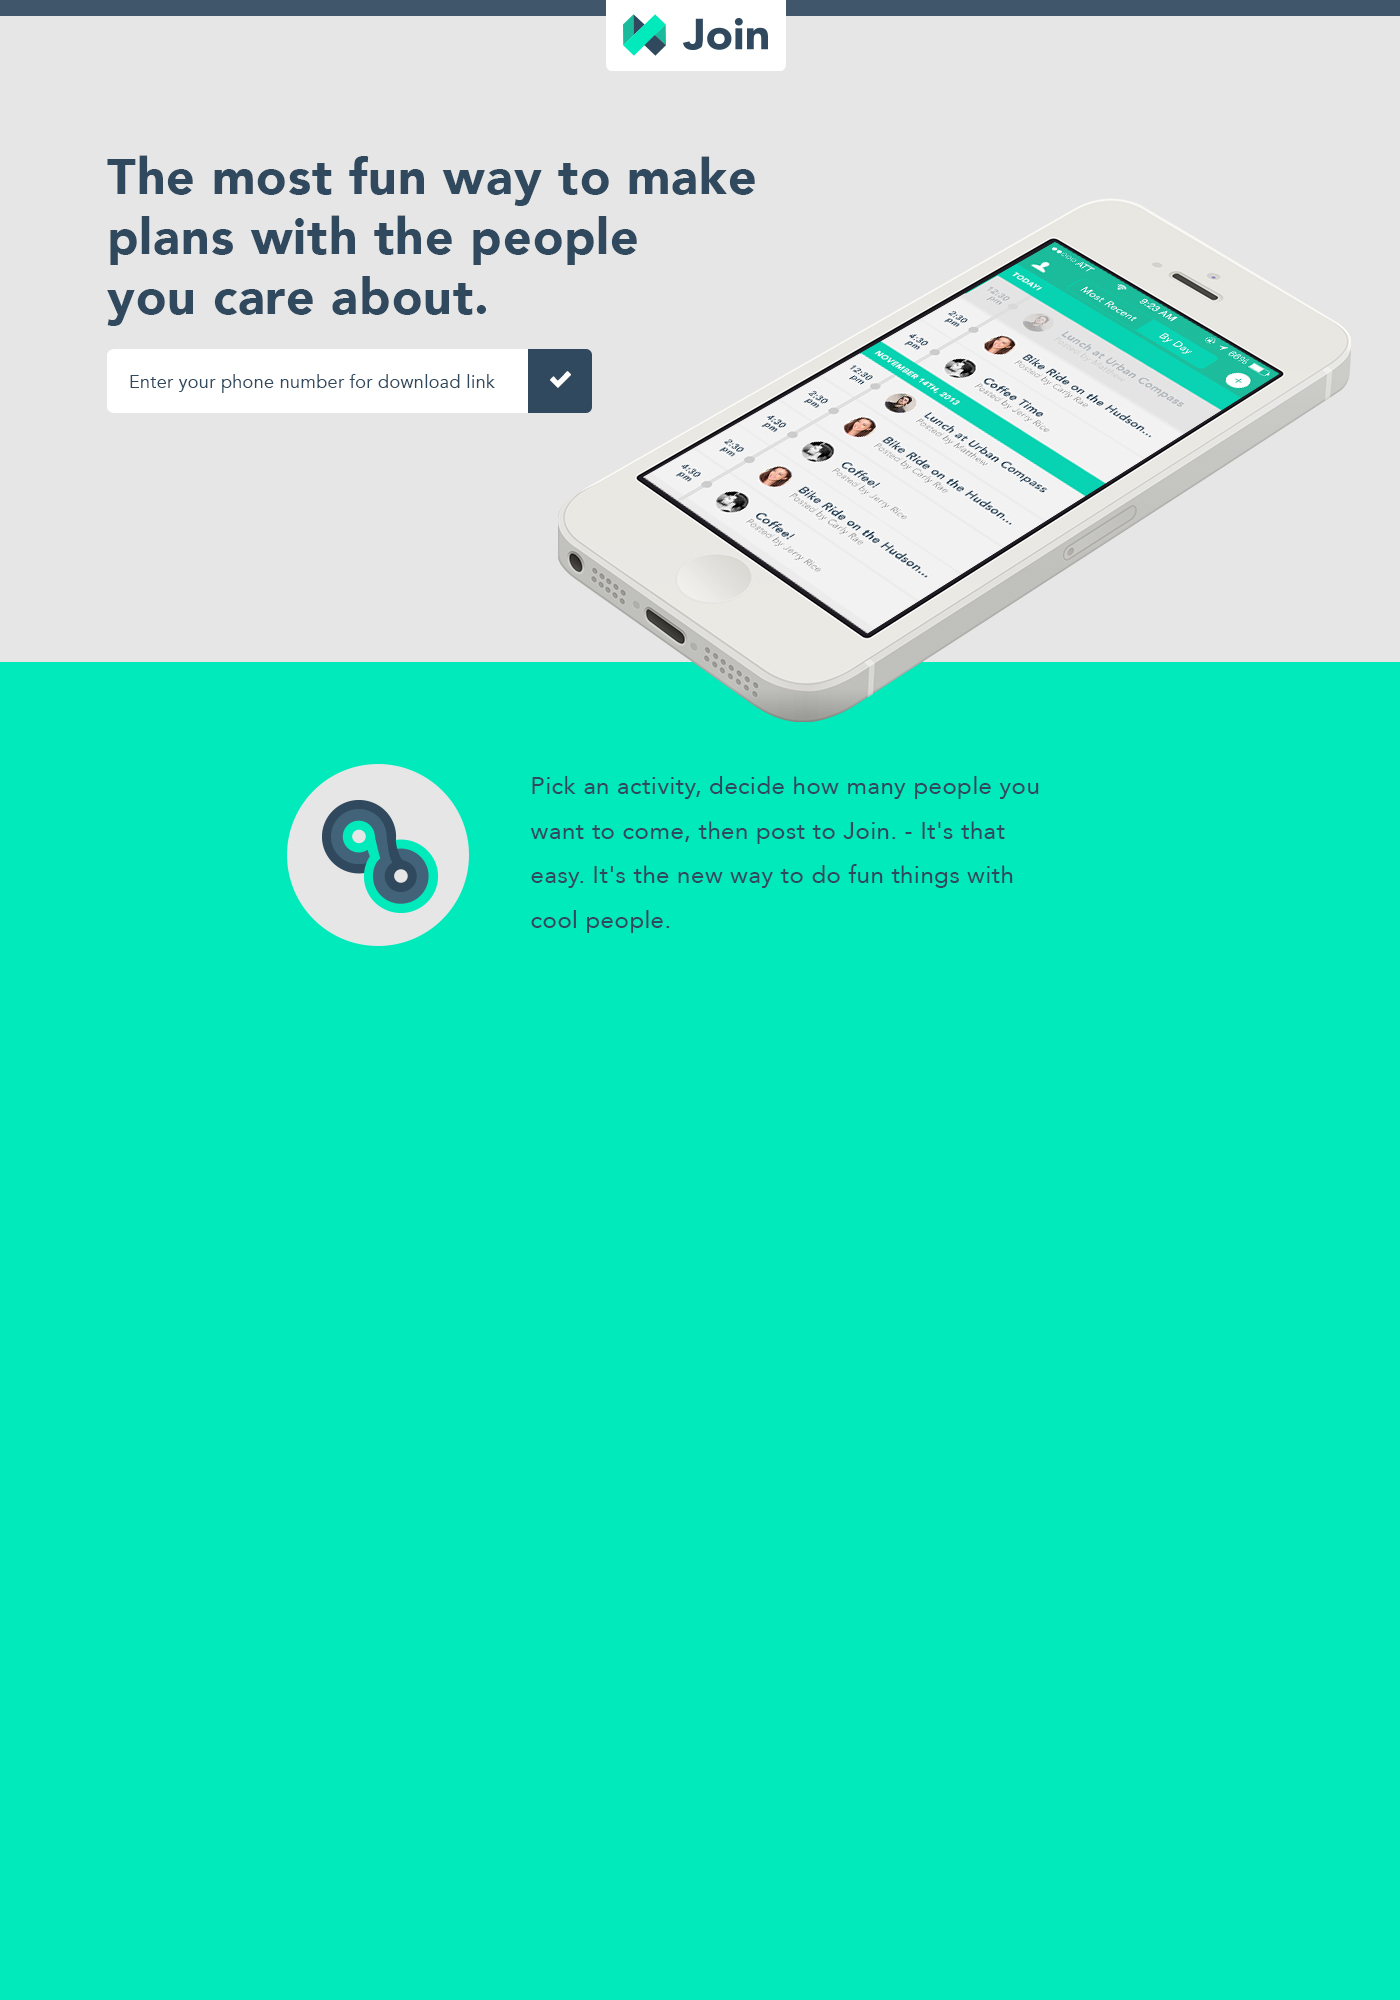 Join
The most fun way to make
plans with the people
you care about.
Enter your phone number for download link
ATT
9:23 AM
66%
Most Recent
By Day
+
TODAY!
12:30
pm
Lunch at Urban Compass
Posted by Matthew
2:30
pm
Bike Ride on the Hudson...
Posted by Carly Rae
4:30
pm
Coffee Time
Posted by Jerry Rice
NOVEMBER 14TH, 2013
12:30
pm
Lunch at Urban Compass
Posted by Matthew
2:30
pm
Bike Ride on the Hudson...
Posted by Carly Rae
4:30
pm
Coffee!
Posted by Jerry Rice
2:30
pm
Bike Ride on the Hudson...
Posted by Carly Rae
4:30
pm
Coffee!
Posted by Jerry Rice
Pick an activity, decide how many people you
want to come, then post to Join. - It's that
easy. It's the new way to do fun things with
cool people.